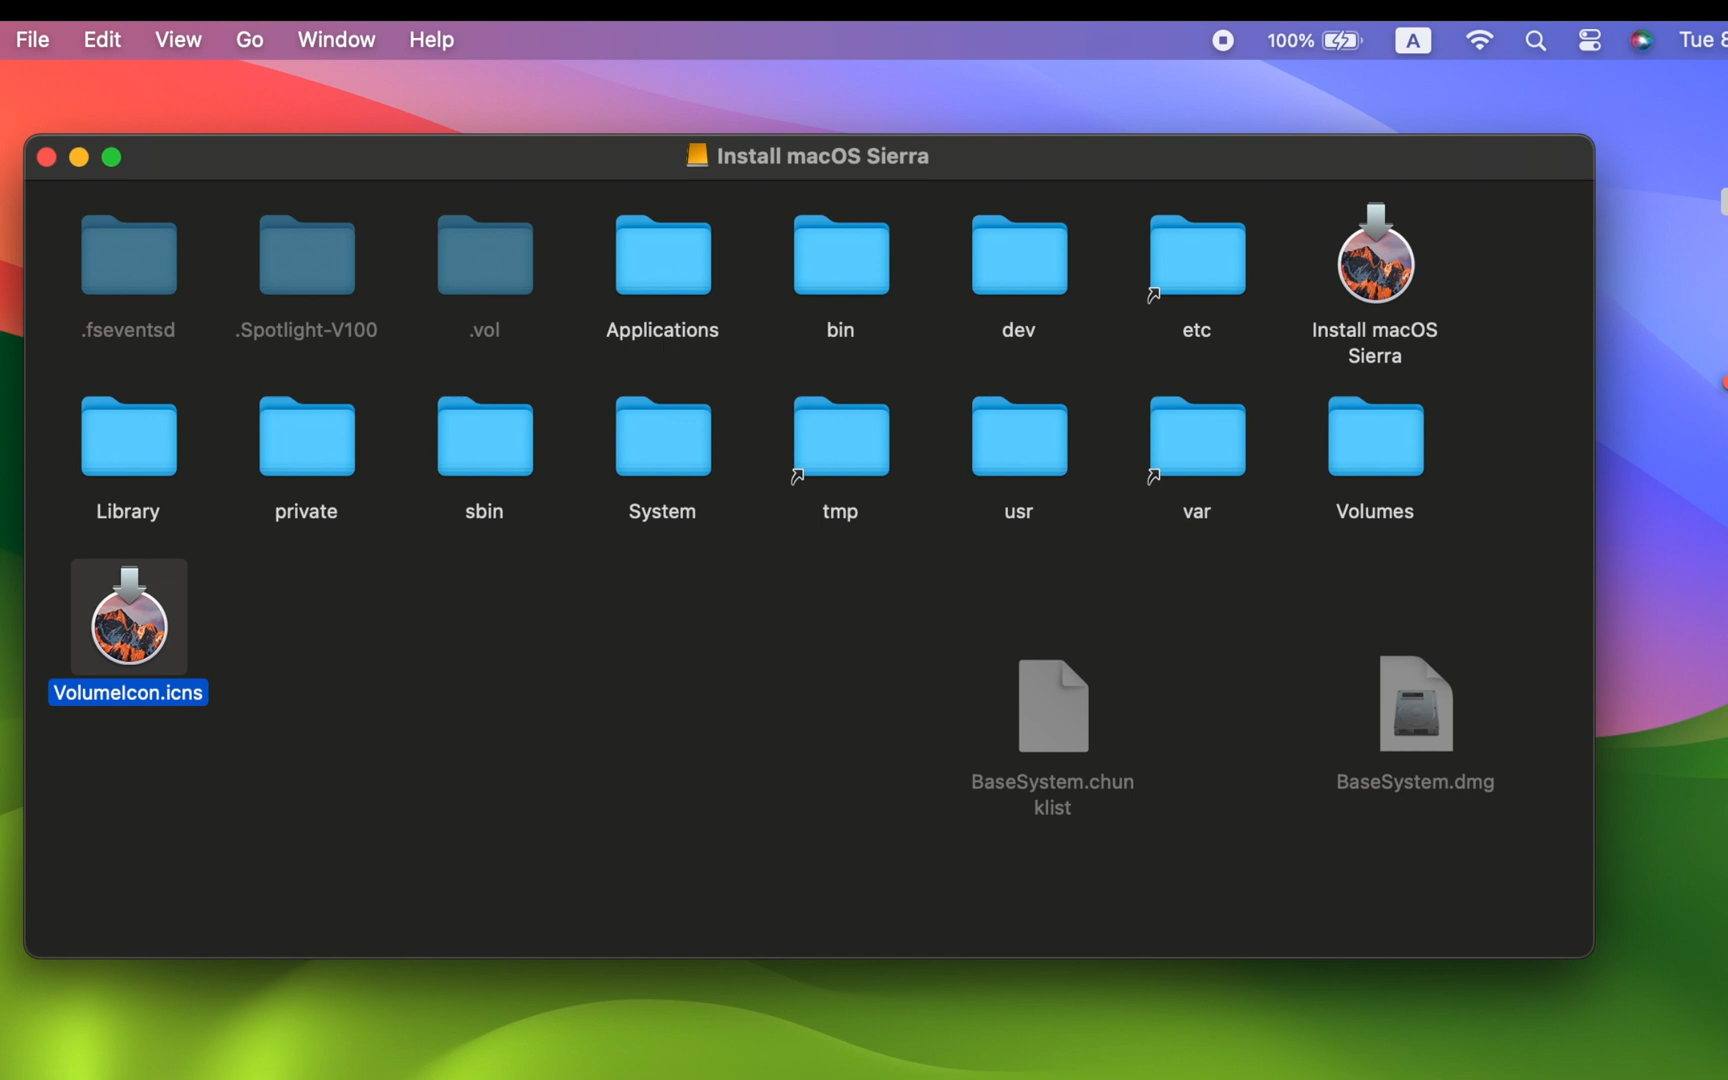 File Edit View Go Window Help 100% A Tue 8
Install macOS Sierra
.fseventsd .Spotlight-V100 .vol Applications bin dev etc Install macOS
Sierra
Library private sbin System tmp usr var Volumes
VolumeIcon.icns
BaseSystem.chun BaseSystem.dmg
klist